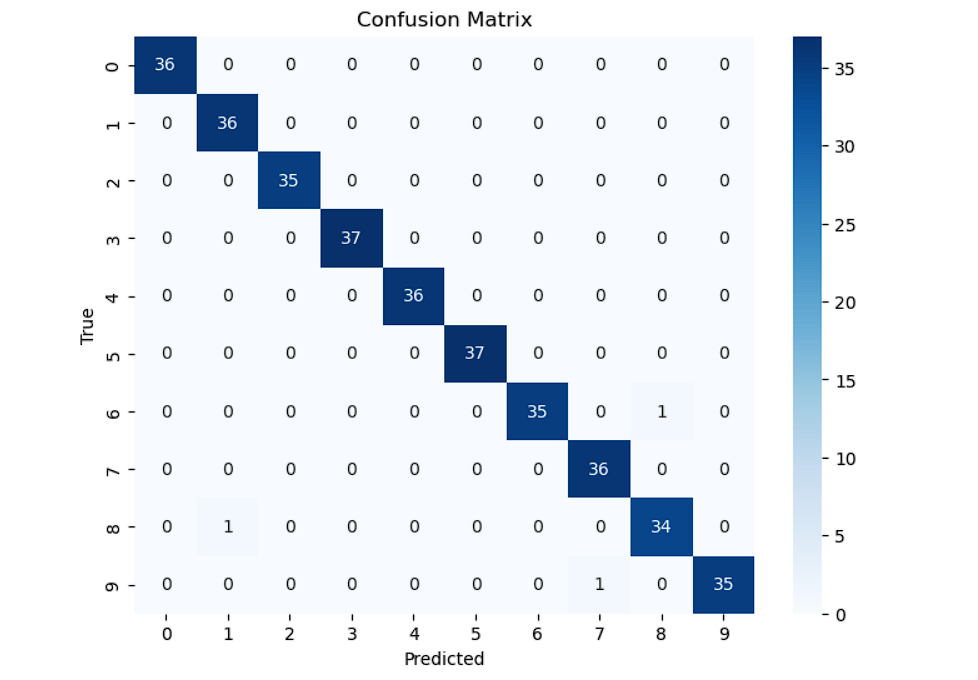 Confusion Matrix
0 36 0 0 0 0 0 0 0 0 0
1 0 36 0 0 0 0 0 0 0 0
2 0 0 35 0 0 0 0 0 0 0
3 0 0 0 37 0 0 0 0 0 0
4 0 0 0 0 36 0 0 0 0 0
5 0 0 0 0 0 37 0 0 0 0
6 0 0 0 0 0 0 35 0 1 0
7 0 0 0 0 0 0 0 36 0 0
8 0 1 0 0 0 0 0 0 34 0
9 0 0 0 0 0 0 0 1 0 35
0 1 2 3 4 5 6 7 8 9
Predicted
True
35
30
25
20
15
10
5
0